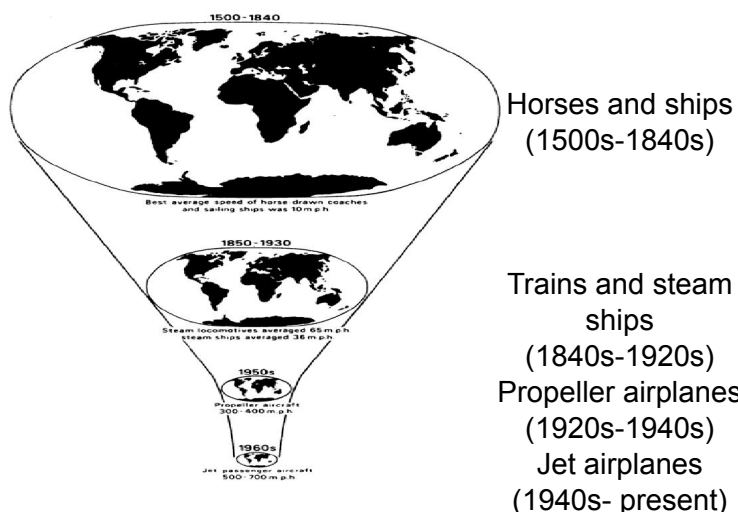 1500-1840
Best average speed of horse drawn coaches
and sailing ships was 10 m.p.h
1850-1930
Steam locomotives averaged 65 m.p.h
steam ships averaged 36 m.p.h
1950s
Propeller aircraft
300-400 m.p.h
1960s
Jet passenger aircraft
500-700 m.p.h
Horses and ships
(1500s-1840s)
Trains and steam
ships
(1840s-1920s)
Propeller airplanes
(1920s-1940s)
Jet airplanes
(1940s- present)